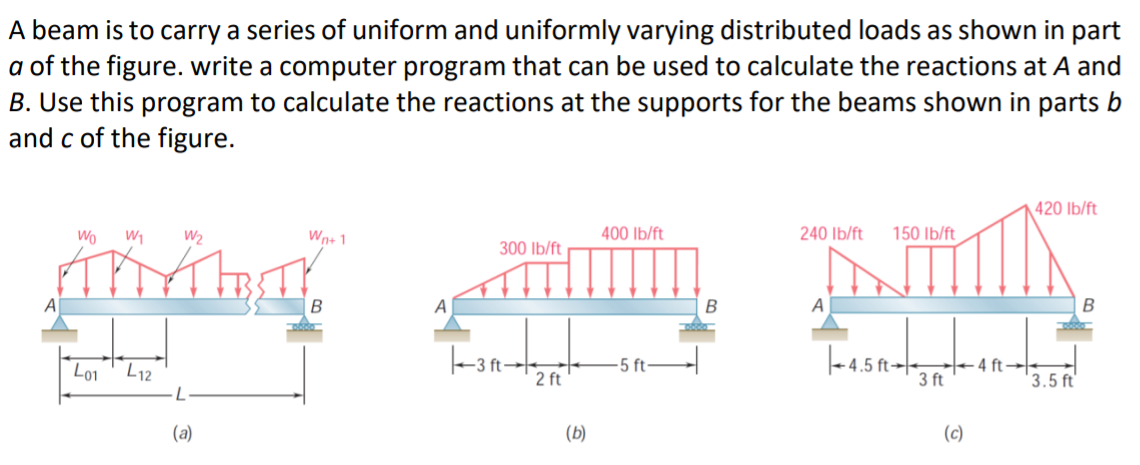 A beam is to carry a series of uniform and uniformly varying distributed loads as shown in part
a of the figure. write a computer program that can be used to calculate the reactions at A and
B. Use this program to calculate the reactions at the supports for the beams shown in parts b
and c of the figure.
w0 w1 w2 wn+1
A B
L01 L12
L
(a)
300 lb/ft 400 lb/ft
A B
3 ft 2 ft 5 ft
(b)
240 lb/ft 150 lb/ft 420 lb/ft
A B
4.5 ft 3 ft 4 ft 3.5 ft
(c)